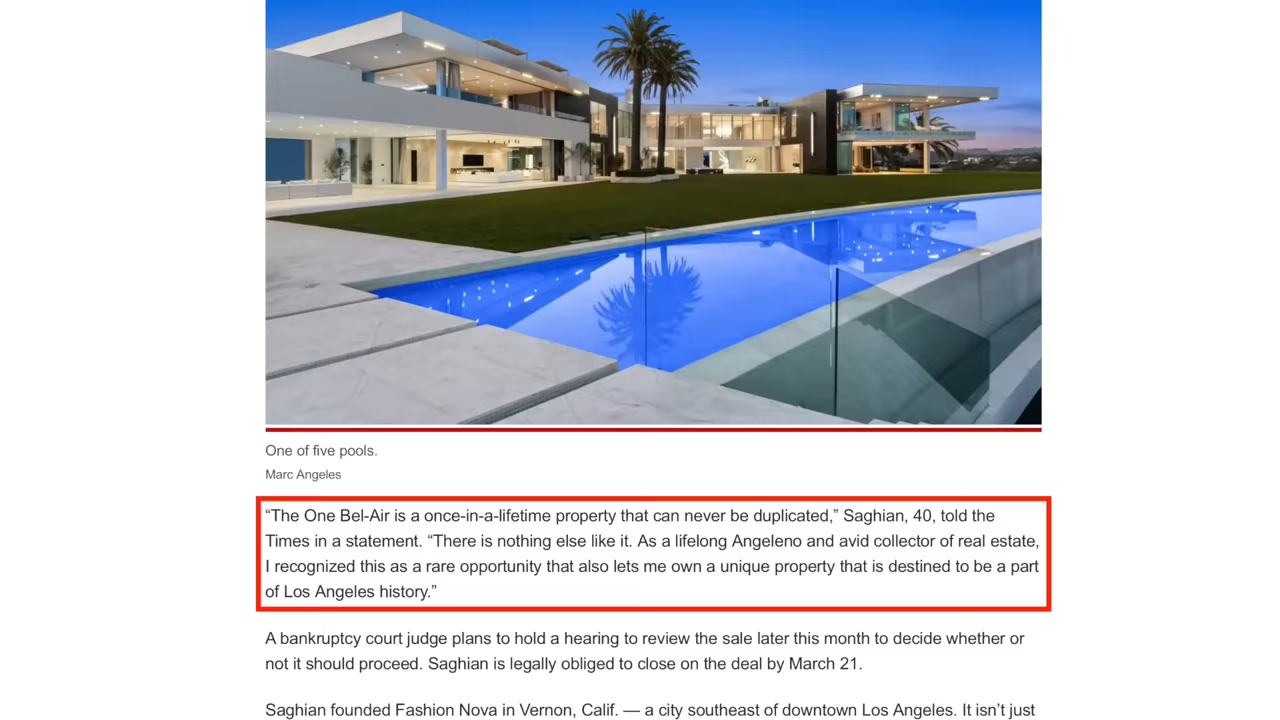 One of five pools.
Marc Angeles
“The One Bel-Air is a once-in-a-lifetime property that can never be duplicated,” Saghian, 40, told the
Times in a statement. “There is nothing else like it. As a lifelong Angeleno and avid collector of real estate,
I recognized this as a rare opportunity that also lets me own a unique property that is destined to be a part
of Los Angeles history.”
A bankruptcy court judge plans to hold a hearing to review the sale later this month to decide whether or
not it should proceed. Saghian is legally obliged to close on the deal by March 21.
Saghian founded Fashion Nova in Vernon, Calif. — a city southeast of downtown Los Angeles. It isn’t just